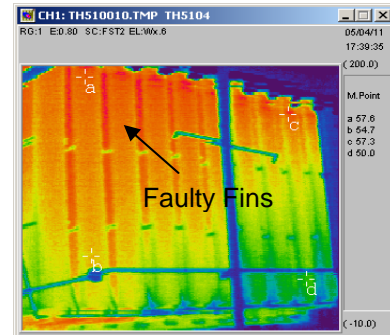 CH1: TH510010.TMP TH5104
RG:1 E:0.80 SC:FST2 EL:Wx.6
05/04/11
17:39:35
(200.0)
M.Point
a 57.6
b 54.7
c 57.3
d 50.0
(-10.0)
a
c
Faulty Fins
b
d